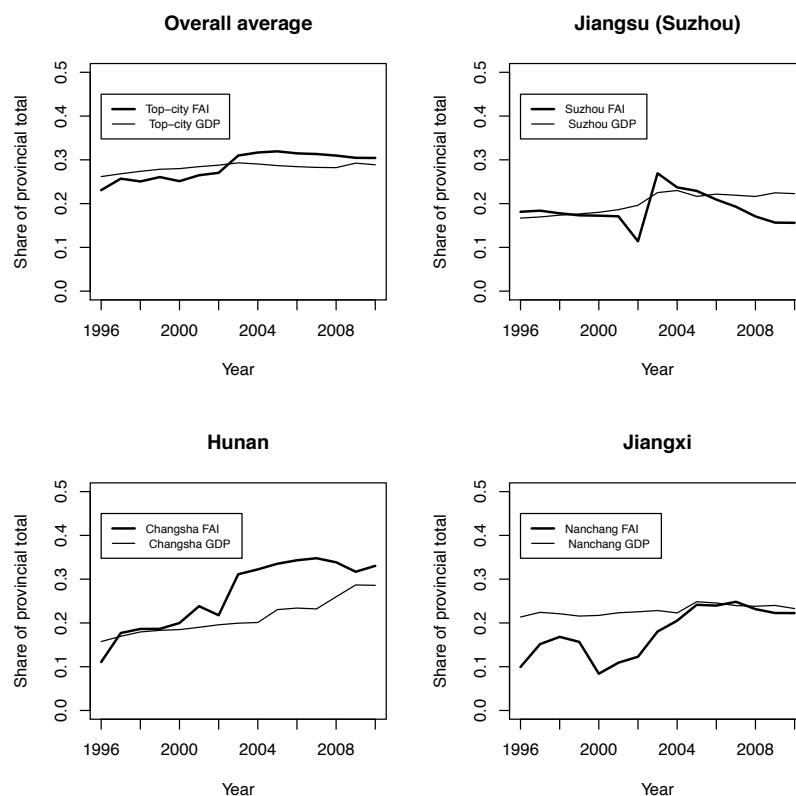 Overall average
Share of provincial total
0.5
0.4
0.3
0.2
0.1
0.0
Top−city FAI
Top−city GDP
1996 2000 2004 2008
Year
Jiangsu (Suzhou)
Share of provincial total
0.5
0.4
0.3
0.2
0.1
0.0
Suzhou FAI
Suzhou GDP
1996 2000 2004 2008
Year
Hunan
Share of provincial total
0.5
0.4
0.3
0.2
0.1
0.0
Changsha FAI
Changsha GDP
1996 2000 2004 2008
Year
Jiangxi
Share of provincial total
0.5
0.4
0.3
0.2
0.1
0.0
Nanchang FAI
Nanchang GDP
1996 2000 2004 2008
Year